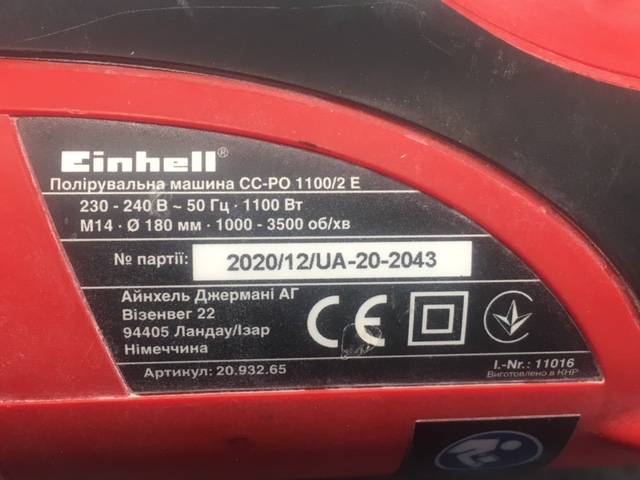 Einhell®
Полірувальна машина CC-PO 1100/2 E
230 - 240 В ~ 50 Гц · 1100 Вт
M14 · Ø 180 мм · 1000 - 3500 об/хв
№ партії: 2020/12/UA-20-2043
Айнхель Джермані АГ
Візенвег 22
94405 Ландау/Ізар
Німеччина
CE
Артикул: 20.932.65
I.-Nr.: 11016
Виготовлено в КНР